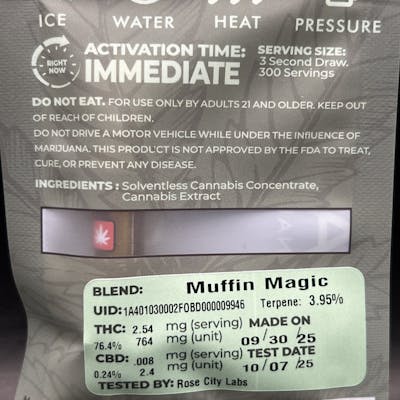 ICE WATER HEAT PRESSURE
RIGHT NOW
ACTIVATION TIME:
IMMEDIATE
SERVING SIZE:
3 Second Draw.
300 Servings
DO NOT EAT. FOR USE ONLY BY ADULTS 21 AND OLDER. KEEP OUT
OF REACH OF CHILDREN.
DO NOT DRIVE A MOTOR VEHICLE WHILE UNDER THE INFLUENCE OF
MARIJUANA. THIS PRODUCT IS NOT APPROVED BY THE FDA TO TREAT,
CURE, OR PREVENT ANY DISEASE.
INGREDIENTS : Solventless Cannabis Concentrate,
Cannabis Extract
BLEND: Muffin Magic
UID: 1A401030002F0BD000009946 Terpene: 3.95%
THC: 2.54 mg (serving) MADE ON
76.4% 764 mg (unit) 09/30/25
CBD: .008 mg (serving) TEST DATE
0.24% 2.4 mg (unit) 10/07/25
TESTED BY: Rose City Labs